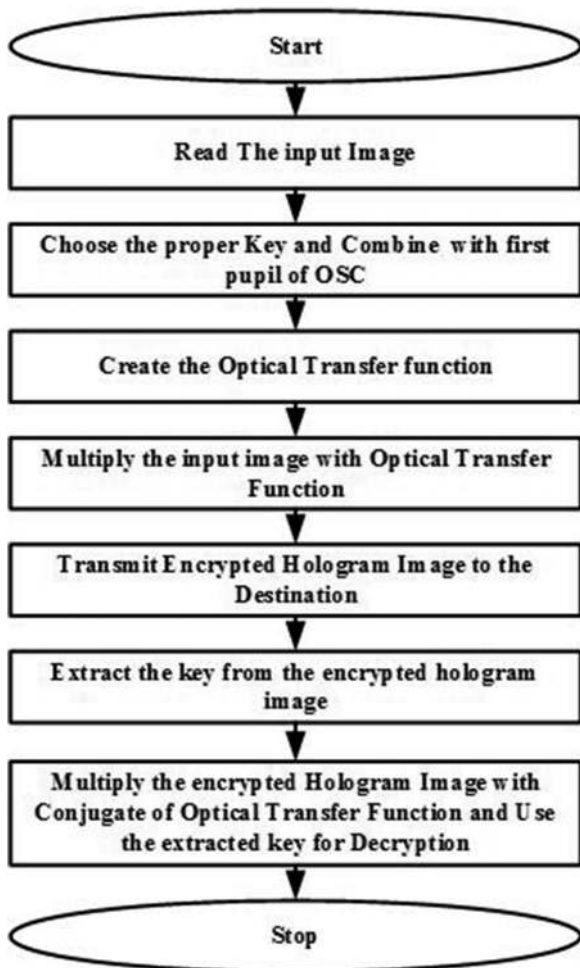 Start
Read The input Image
Choose the proper Key and Combine with first
pupil of OSC
Create the Optical Transfer function
Multiply the input image with Optical Transfer
Function
Transmit Encrypted Hologram Image to the
Destination
Extract the key from the encrypted hologram
image
Multiply the encrypted Hologram Image with
Conjugate of Optical Transfer Function and Use
the extracted key for Decryption
Stop